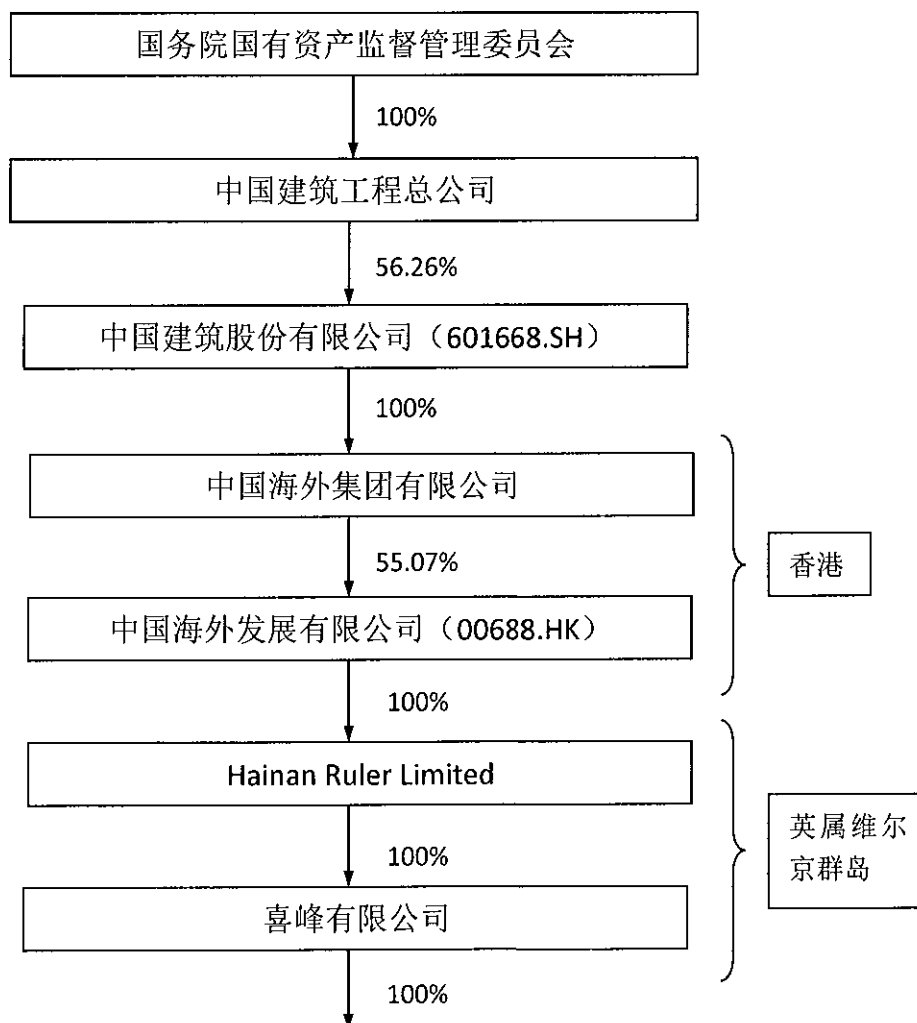 国务院国有资产监督管理委员会
100%
中国建筑工程总公司
56.26%
中国建筑股份有限公司（601668.SH）
100%
中国海外集团有限公司
55.07%
香港
中国海外发展有限公司（00688.HK）
100%
Hainan Ruler Limited
100%
英属维尔
京群岛
喜峰有限公司
100%